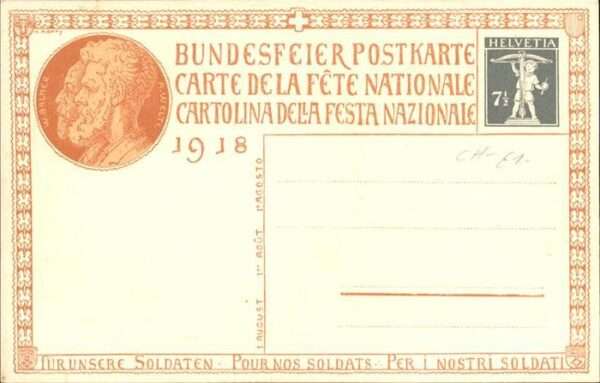 BUNDESFEIER POSTKARTE
CARTE DE LA FÊTE NATIONALE
CARTOLINA DELLA FESTA NAZIONALE
1918
HELVETIA
7½
1 AUGUST 1ER AOÛT 1° AGOSTO
FÜR UNSERE SOLDATEN · POUR NOS SOLDATS · PER I NOSTRI SOLDATI